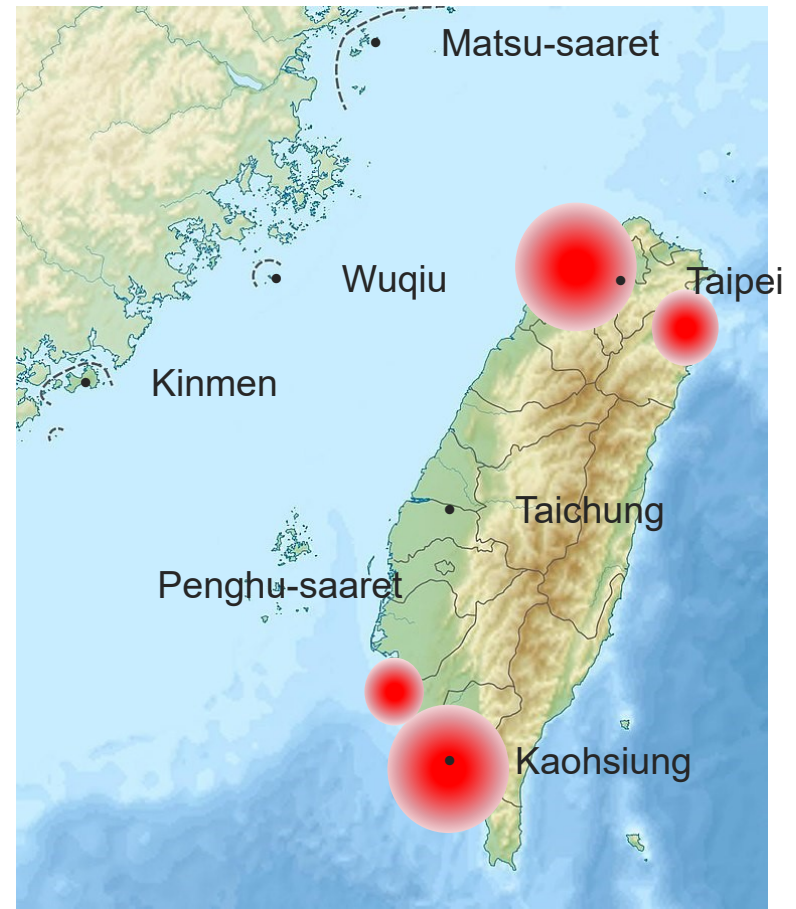 Matsu-saaret
Wuqiu
Taipei
Kinmen
Taichung
Penghu-saaret
Kaohsiung